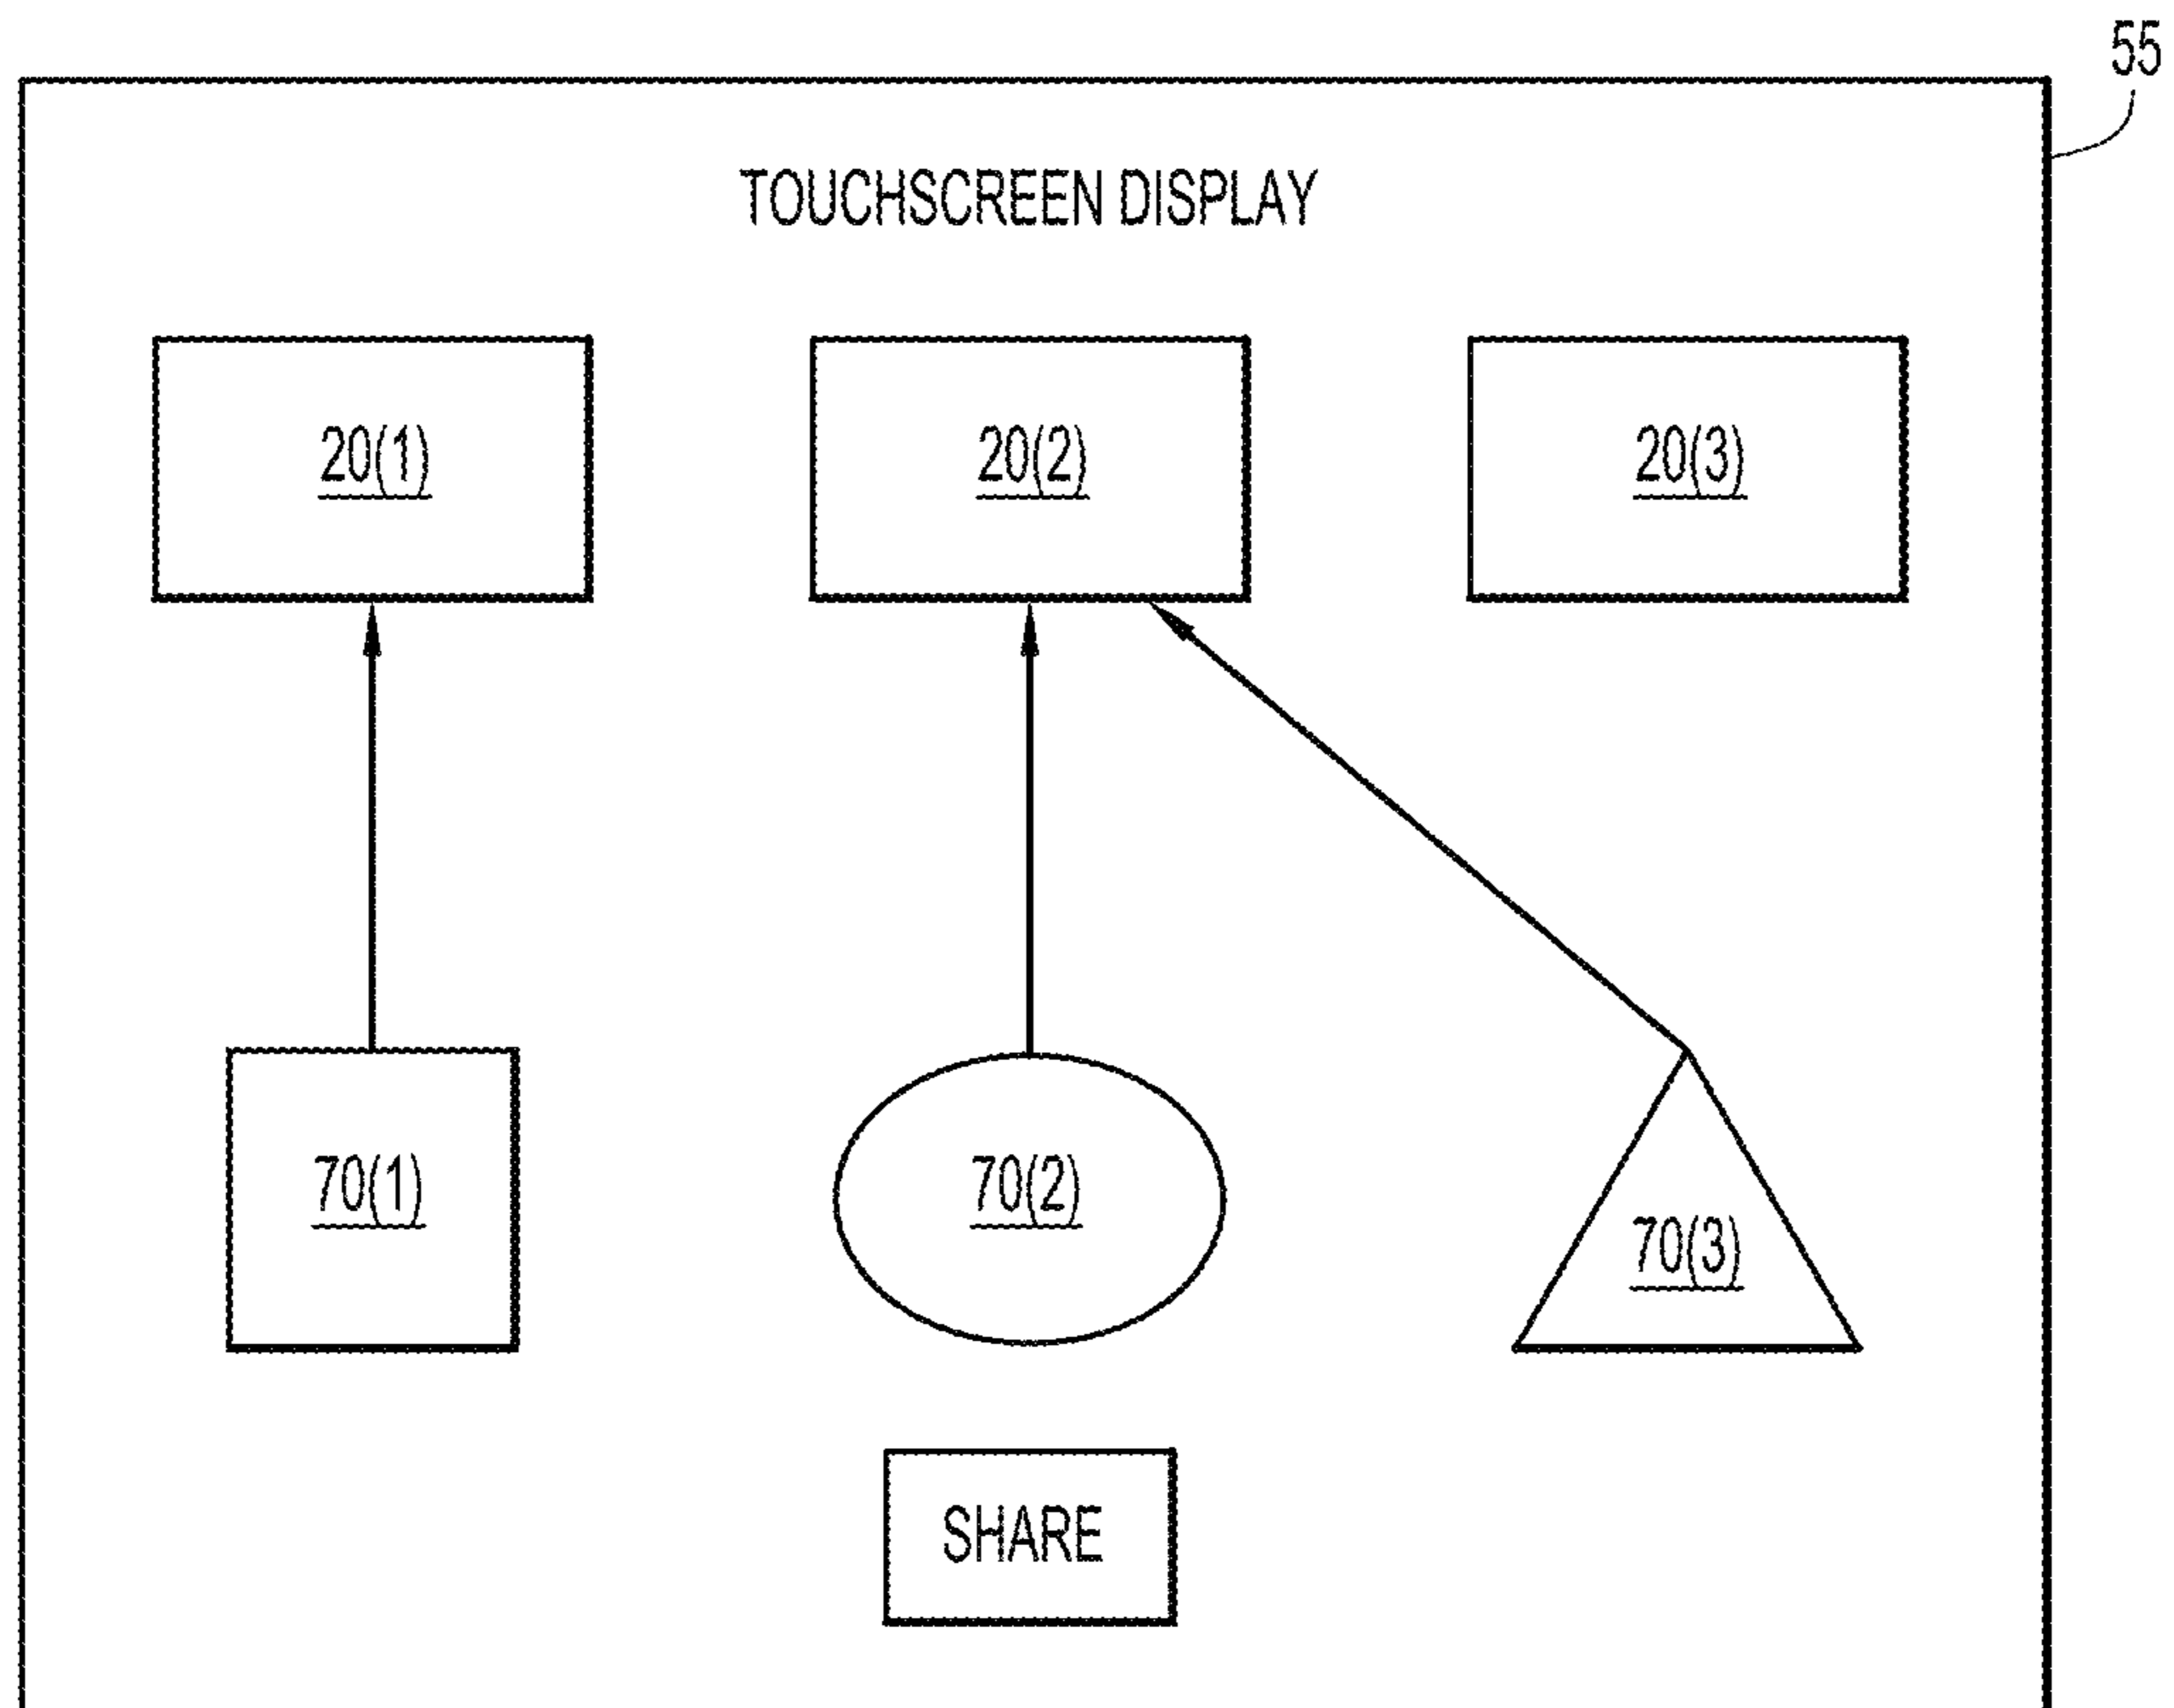 55
TOUCHSCREEN DISPLAY
20(1) 20(2) 20(3)
70(1) 70(2) 70(3)
SHARE